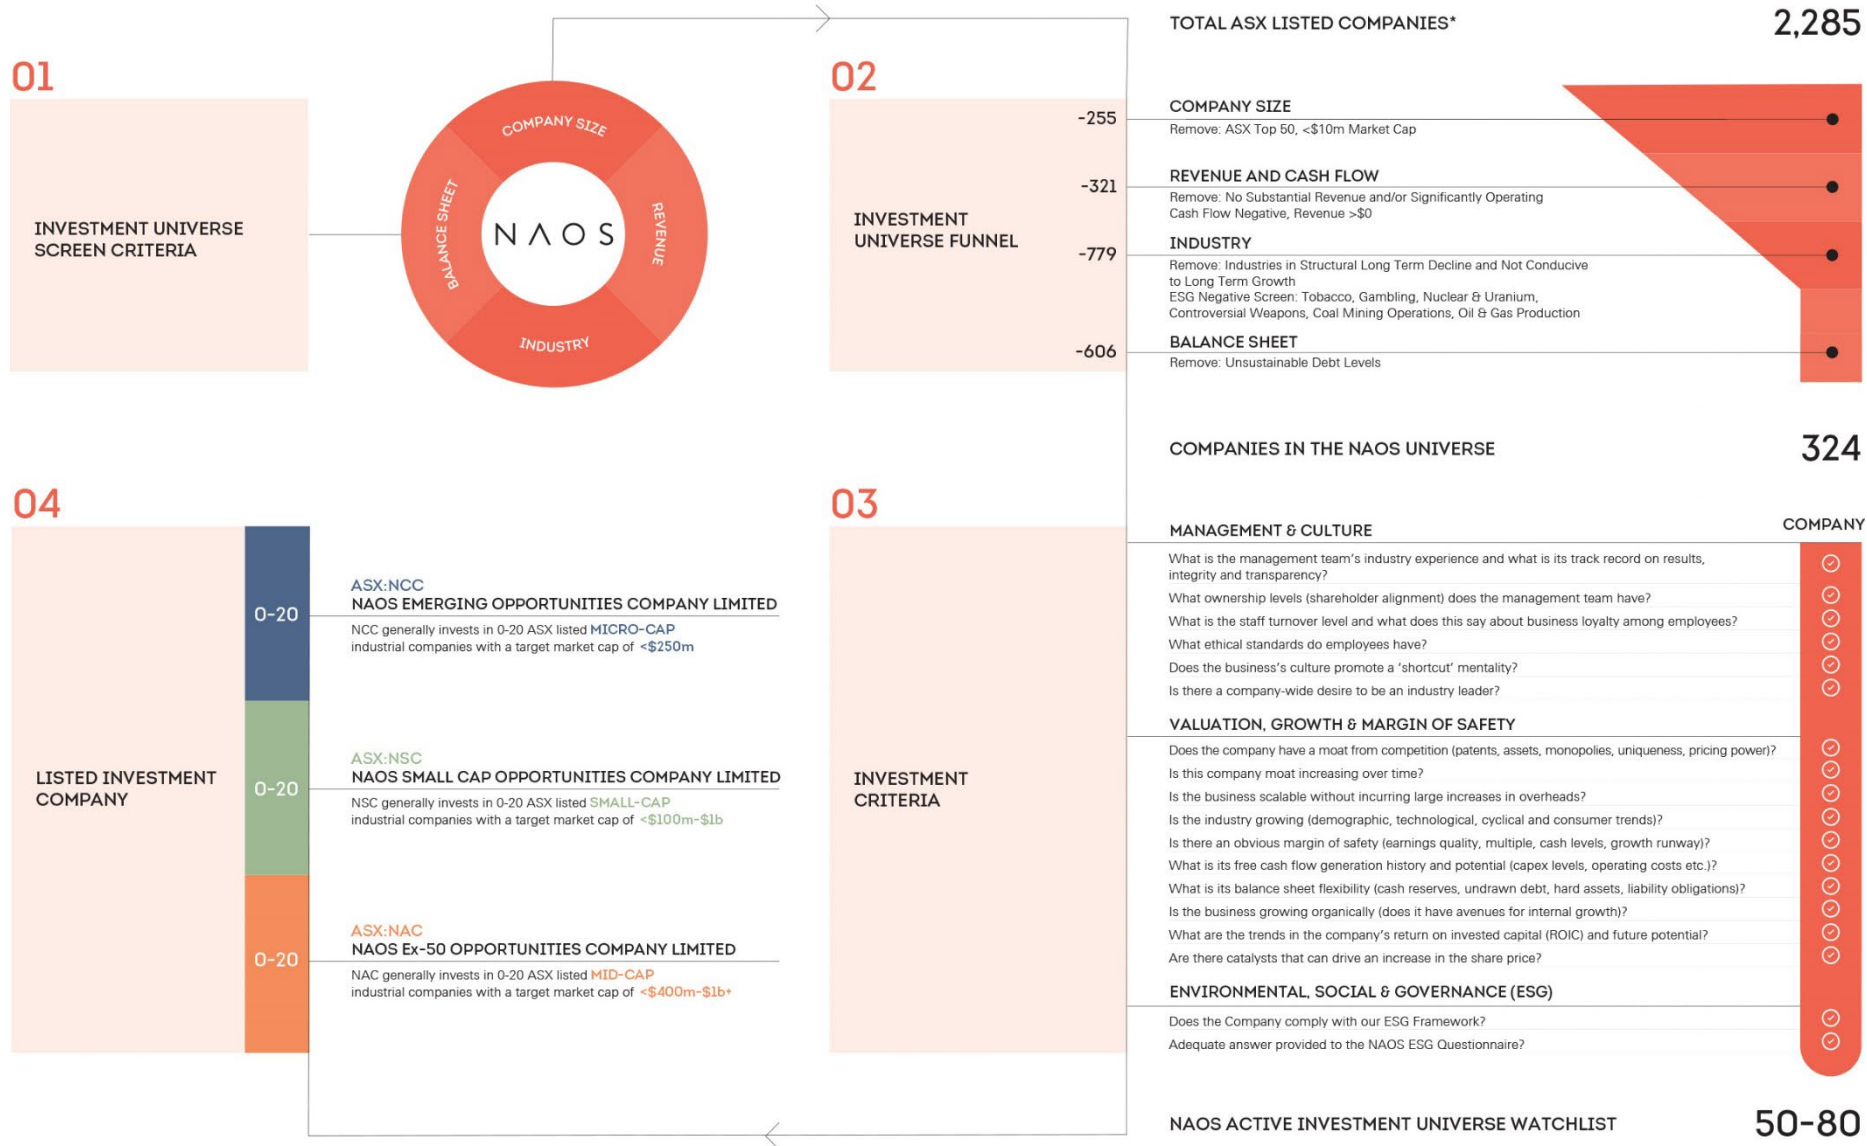 01
INVESTMENT UNIVERSE
SCREEN CRITERIA
COMPANY SIZE
REVENUE
INDUSTRY
BALANCE SHEET
NAOS
02
INVESTMENT
UNIVERSE FUNNEL
TOTAL ASX LISTED COMPANIES* 2,285
-255
COMPANY SIZE
Remove: ASX Top 50, <$10m Market Cap
-321
REVENUE AND CASH FLOW
Remove: No Substantial Revenue and/or Significantly Operating
Cash Flow Negative, Revenue >$0
-779
INDUSTRY
Remove: Industries in Structural Long Term Decline and Not Conducive
to Long Term Growth
ESG Negative Screen: Tobacco, Gambling, Nuclear & Uranium,
Controversial Weapons, Coal Mining Operations, Oil & Gas Production
-606
BALANCE SHEET
Remove: Unsustainable Debt Levels
COMPANIES IN THE NAOS UNIVERSE 324
03
INVESTMENT
CRITERIA
COMPANY
MANAGEMENT & CULTURE
What is the management team's industry experience and what is its track record on results,
integrity and transparency?
What ownership levels (shareholder alignment) does the management team have?
What is the staff turnover level and what does this say about business loyalty among employees?
What ethical standards do employees have?
Does the business's culture promote a 'shortcut' mentality?
Is there a company-wide desire to be an industry leader?
VALUATION, GROWTH & MARGIN OF SAFETY
Does the company have a moat from competition (patents, assets, monopolies, uniqueness, pricing power)?
Is this company moat increasing over time?
Is the business scalable without incurring large increases in overheads?
Is the industry growing (demographic, technological, cyclical and consumer trends)?
Is there an obvious margin of safety (earnings quality, multiple, cash levels, growth runway)?
What is its free cash flow generation history and potential (capex levels, operating costs etc.)?
What is its balance sheet flexibility (cash reserves, undrawn debt, hard assets, liability obligations)?
Is the business growing organically (does it have avenues for internal growth)?
What are the trends in the company's return on invested capital (ROIC) and future potential?
Are there catalysts that can drive an increase in the share price?
ENVIRONMENTAL, SOCIAL & GOVERNANCE (ESG)
Does the Company comply with our ESG Framework?
Adequate answer provided to the NAOS ESG Questionnaire?
NAOS ACTIVE INVESTMENT UNIVERSE WATCHLIST 50-80
04
LISTED INVESTMENT
COMPANY
0-20
ASX:NCC
NAOS EMERGING OPPORTUNITIES COMPANY LIMITED
NCC generally invests in 0-20 ASX listed MICRO-CAP
industrial companies with a target market cap of <$250m
0-20
ASX:NSC
NAOS SMALL CAP OPPORTUNITIES COMPANY LIMITED
NSC generally invests in 0-20 ASX listed SMALL-CAP
industrial companies with a target market cap of <$100m-$1b
0-20
ASX:NAC
NAOS Ex-50 OPPORTUNITIES COMPANY LIMITED
NAC generally invests in 0-20 ASX listed MID-CAP
industrial companies with a target market cap of <$400m-$1b+